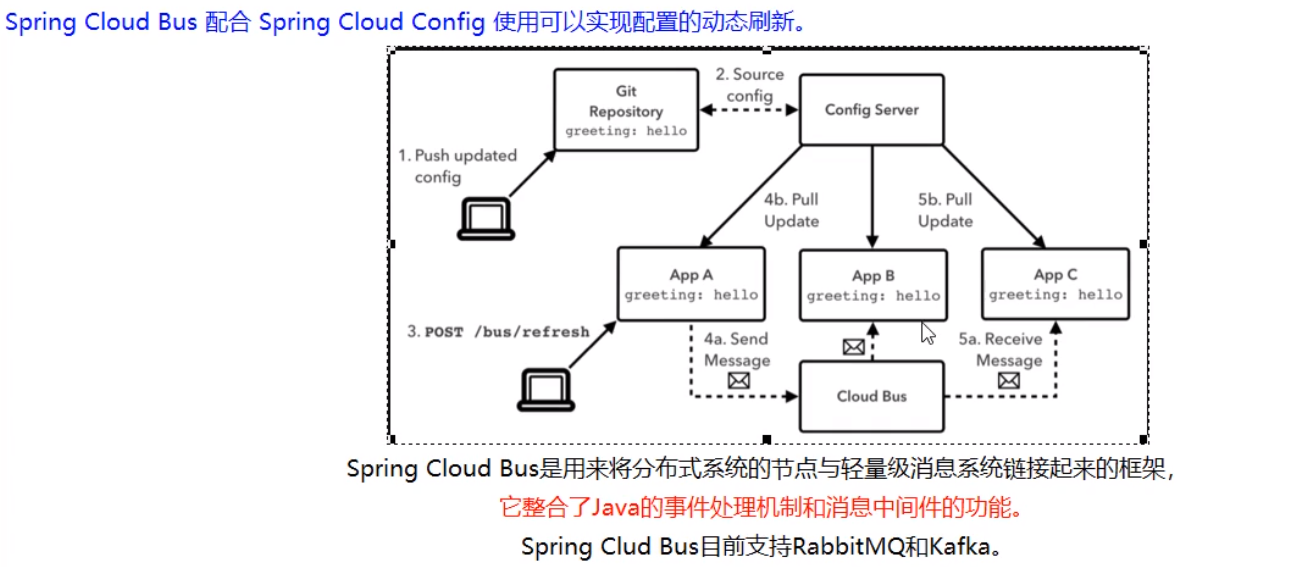 Spring Cloud Bus 配合 Spring Cloud Config 使用可以实现配置的动态刷新。
2. Source
config
Git
Repository
greeting: hello
Config Server
1. Push updated
config
4b. Pull
Update
5b. Pull
Update
App A
greeting: hello
App B
greeting: hello
App C
greeting: hello
3. POST /bus/refresh
4a. Send
Message
5a. Receive
Message
Cloud Bus
Spring Cloud Bus是用来将分布式系统的节点与轻量级消息系统链接起来的框架，
它整合了Java的事件处理机制和消息中间件的功能。
Spring Clud Bus目前支持RabbitMQ和Kafka。